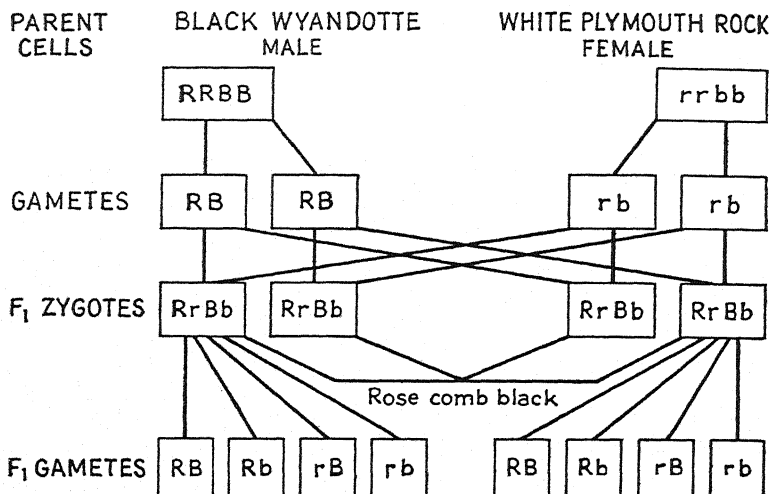 PARENT CELLS
BLACK WYANDOTTE MALE
WHITE PLYMOUTH ROCK FEMALE
RRBB
rrbb
GAMETES
RB
RB
rb
rb
F1 ZYGOTES
RrBb
RrBb
RrBb
RrBb
Rose comb black
F1 GAMETES
RB
Rb
rB
rb
RB
Rb
rB
rb